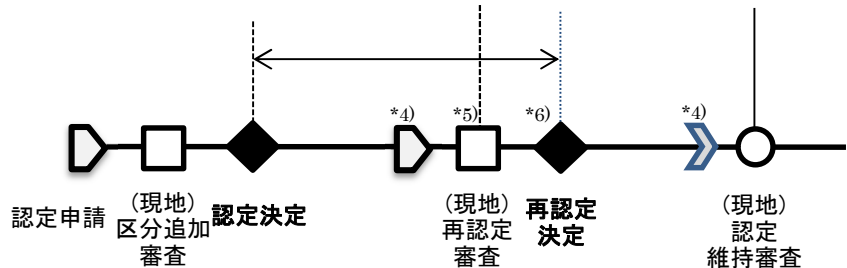 *4)
*5)
*6)
*4)
認定申請
(現地)
区分追加
審査
認定決定
(現地)
再認定
審査
再認定
決定
(現地)
認定
維持審査